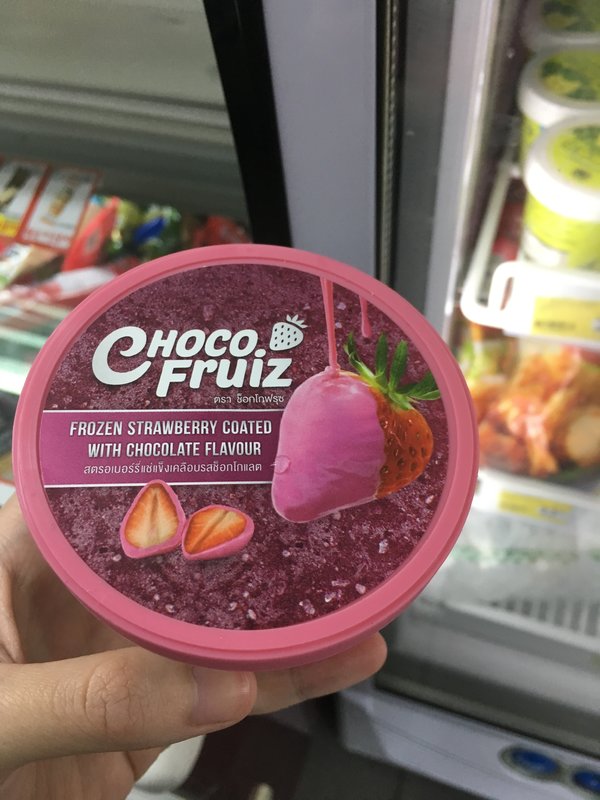 CHOCO
FRUIZ
ตรา ช็อกโกฟรุซ
FROZEN STRAWBERRY COATED
WITH CHOCOLATE FLAVOUR
สตรอเบอร์รี่แช่แข็งเคลือบรสช็อกโกแลต